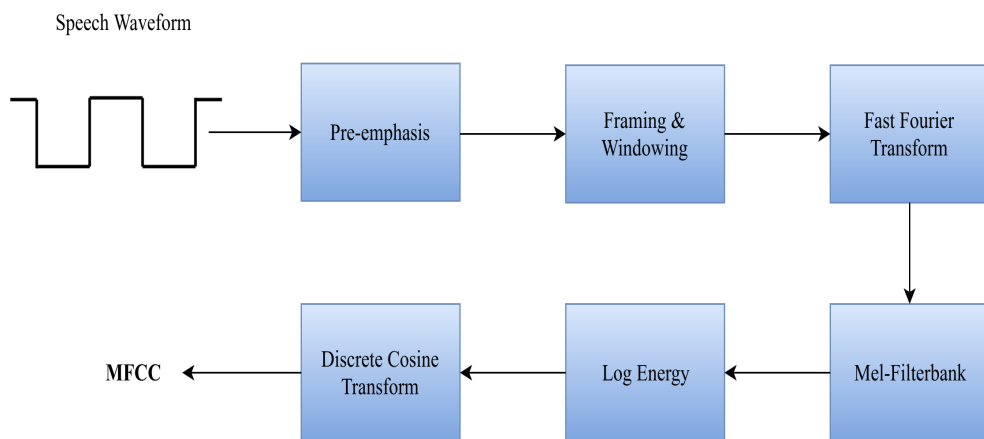 Speech Waveform
Pre-emphasis
Framing &
Windowing
Fast Fourier
Transform
Mel-Filterbank
Log Energy
Discrete Cosine
Transform
MFCC